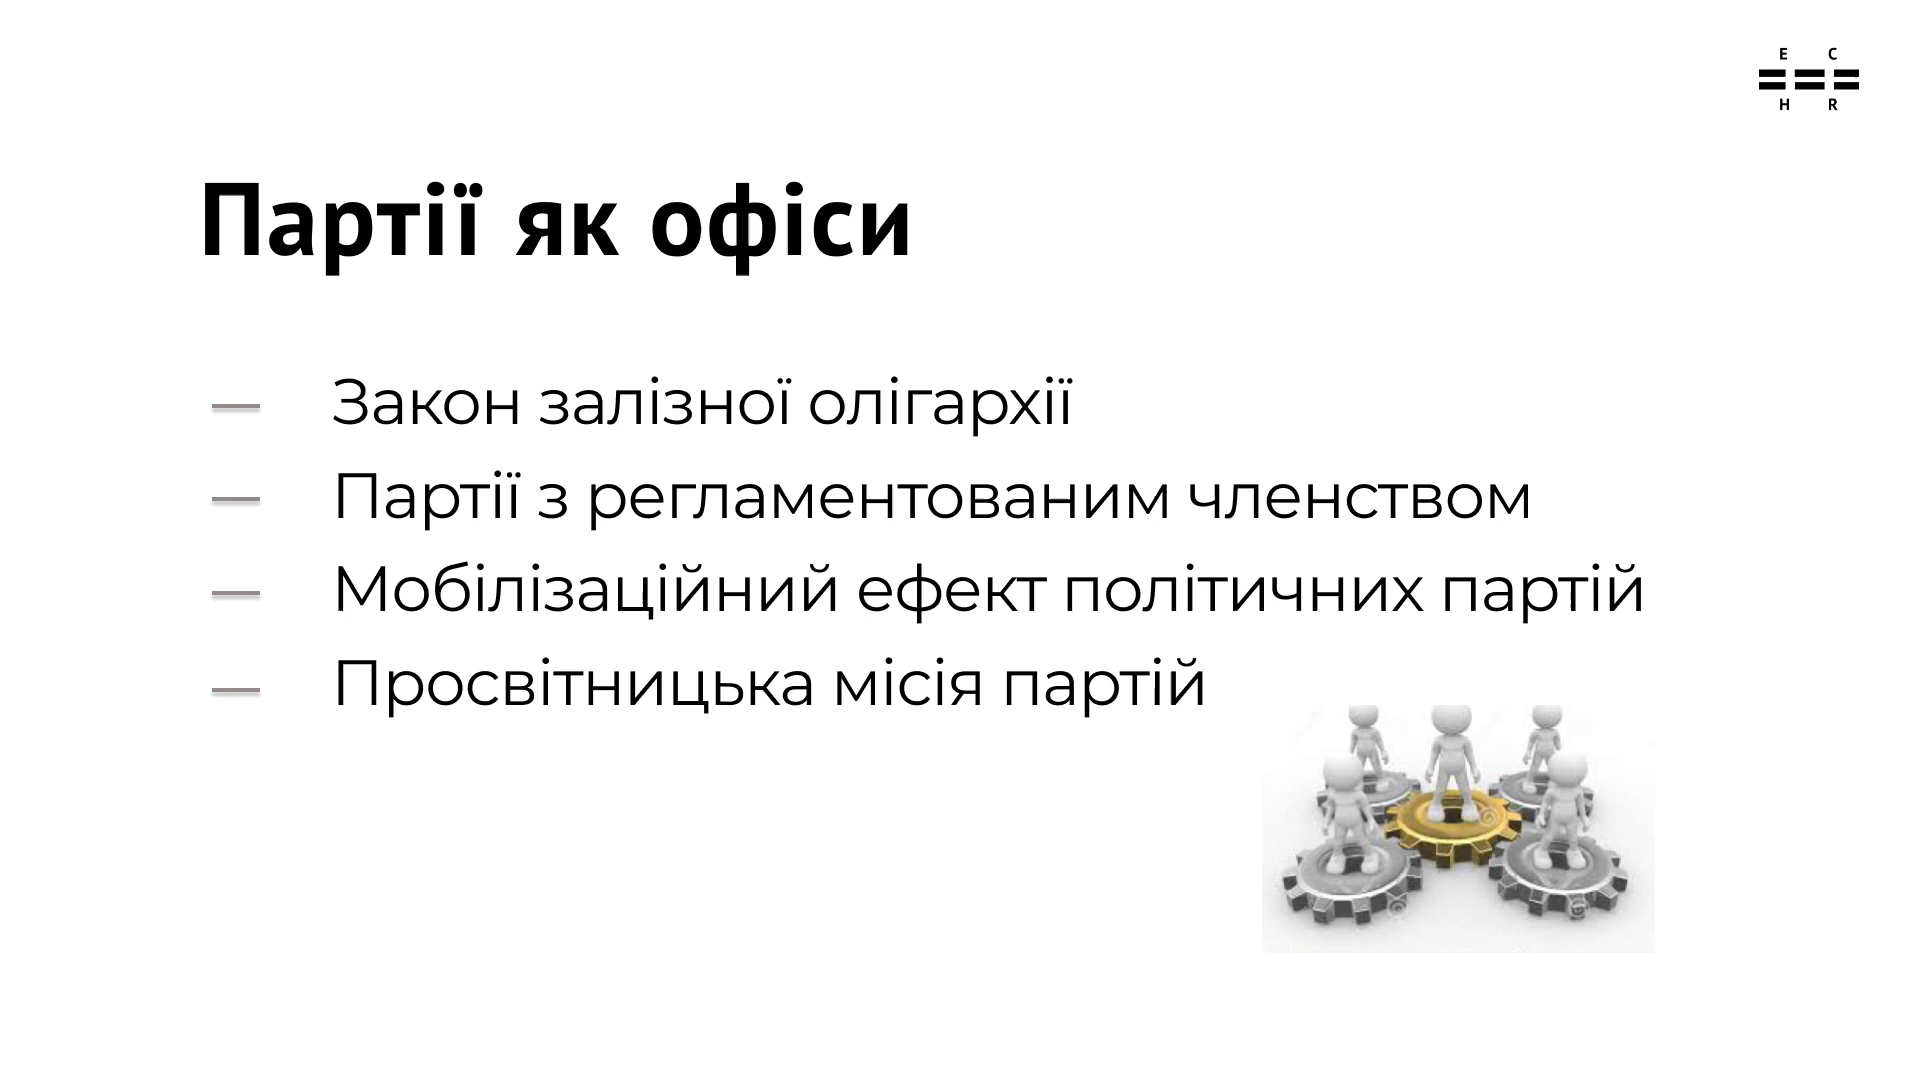 E C
H R
Партії як офіси
— Закон залізної олігархії
— Партії з регламентованим членством
— Мобілізаційний ефект політичних партій
— Просвітницька місія партій